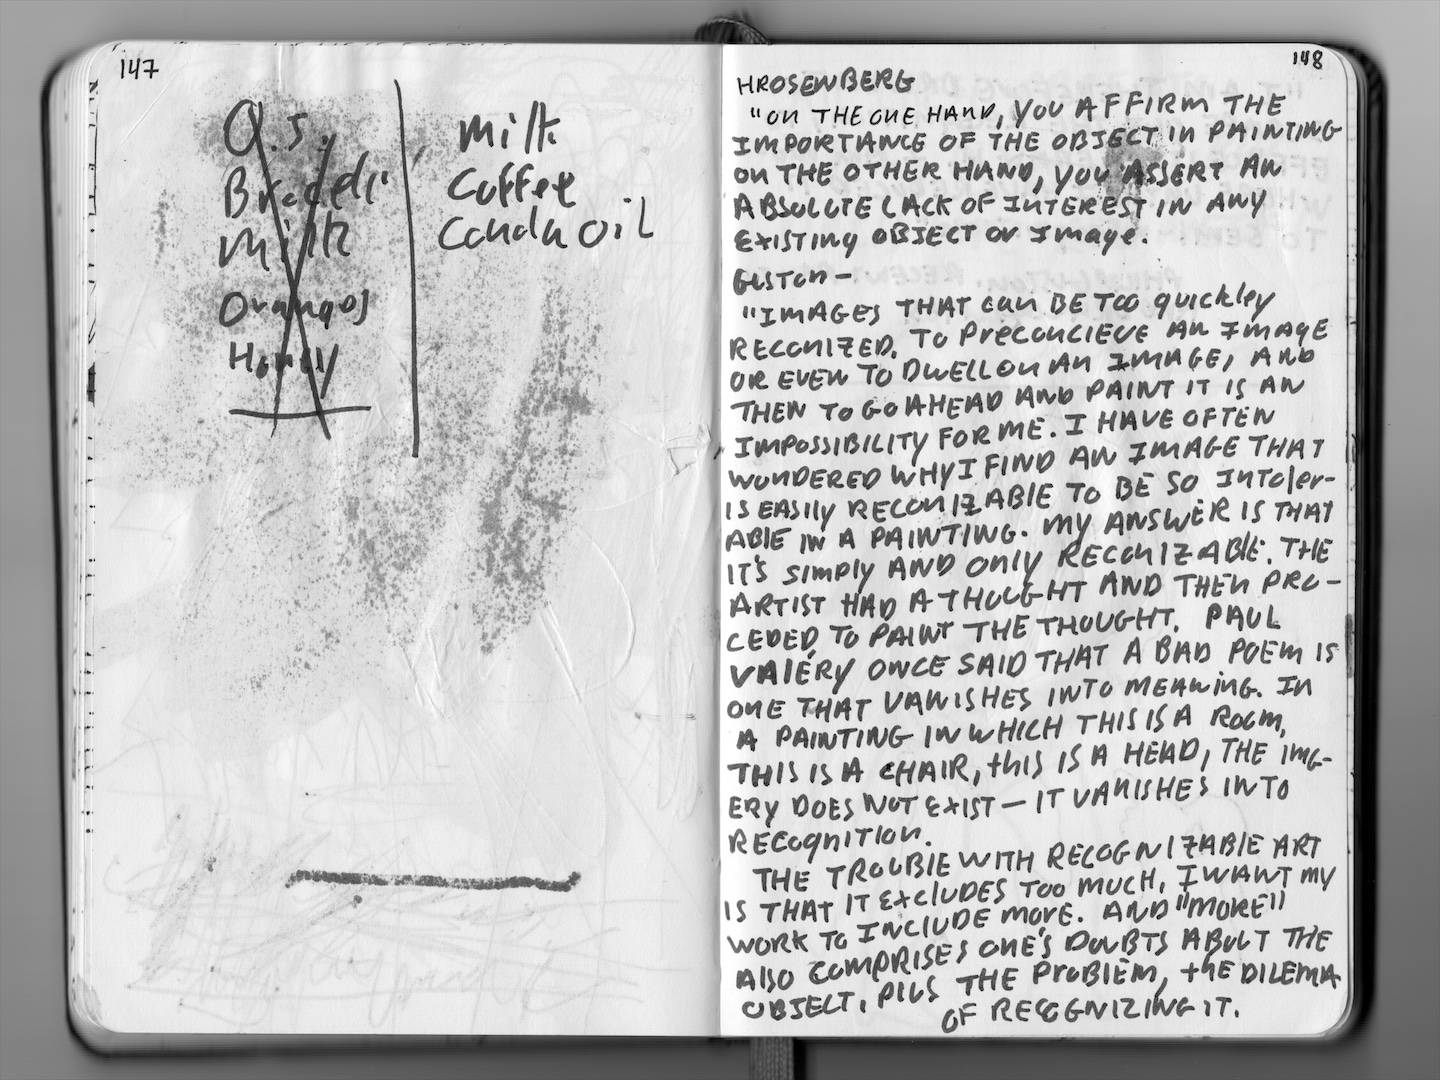 147
O.J.
Bread
Milk
Oranges
Honey
Milk
Coffee
oil
148
HROSENBERG
"ON THE ONE HAND, YOU AFFIRM THE
IMPORTANCE OF THE OBJECT IN PAINTING
ON THE OTHER HAND, YOU ASSERT AN
ABSOLUTE LACK OF INTEREST IN ANY
EXISTING OBJECT OR Image.
GUSTON —
"IMAGES THAT can BE TOO quickley
RECONIZED. TO PRECONCIEVE AN IMAGE
OR EVEN TO DWELL ON AN IMAGE, AND
THEN TO GO AHEAD AND PAINT IT IS AN
IMPOSSIBILITY FOR ME. I HAVE OFTEN
WONDERED WHY I FIND AN IMAGE THAT
IS EASILY RECONIZABLE TO BE SO INToler-
ABLE IN A PAINTING. MY ANSWER IS THAT
IT'S SIMPLY AND ONLY RECONIZABLE. THE
ARTIST HAD A THOUGHT AND THEN PRO-
CEDED, TO PAINT THE THOUGHT. PAUL
VALÉRY ONCE SAID THAT A BAD POEM IS
ONE THAT VANISHES INTO MEANING. IN
A PAINTING IN WHICH THIS IS A ROOM,
THIS IS A CHAIR, tHIS IS A HEAD, THE IMG-
ERY DOES NOT EXIST — IT VANISHES INTO
RECOGNITION.
THE TROUBLE WITH RECOGNIZABLE ART
IS THAT IT EXCLUDES TOO MUCH, I WANT MY
WORK TO INCLUDE MORE. AND "MORE"
ALSO COMPRISES ONE'S DOUBTS ABOUT THE
OBJECT, PLUS THE PROBLEM, tHE DILEMA
OF RECOGNIZING IT.